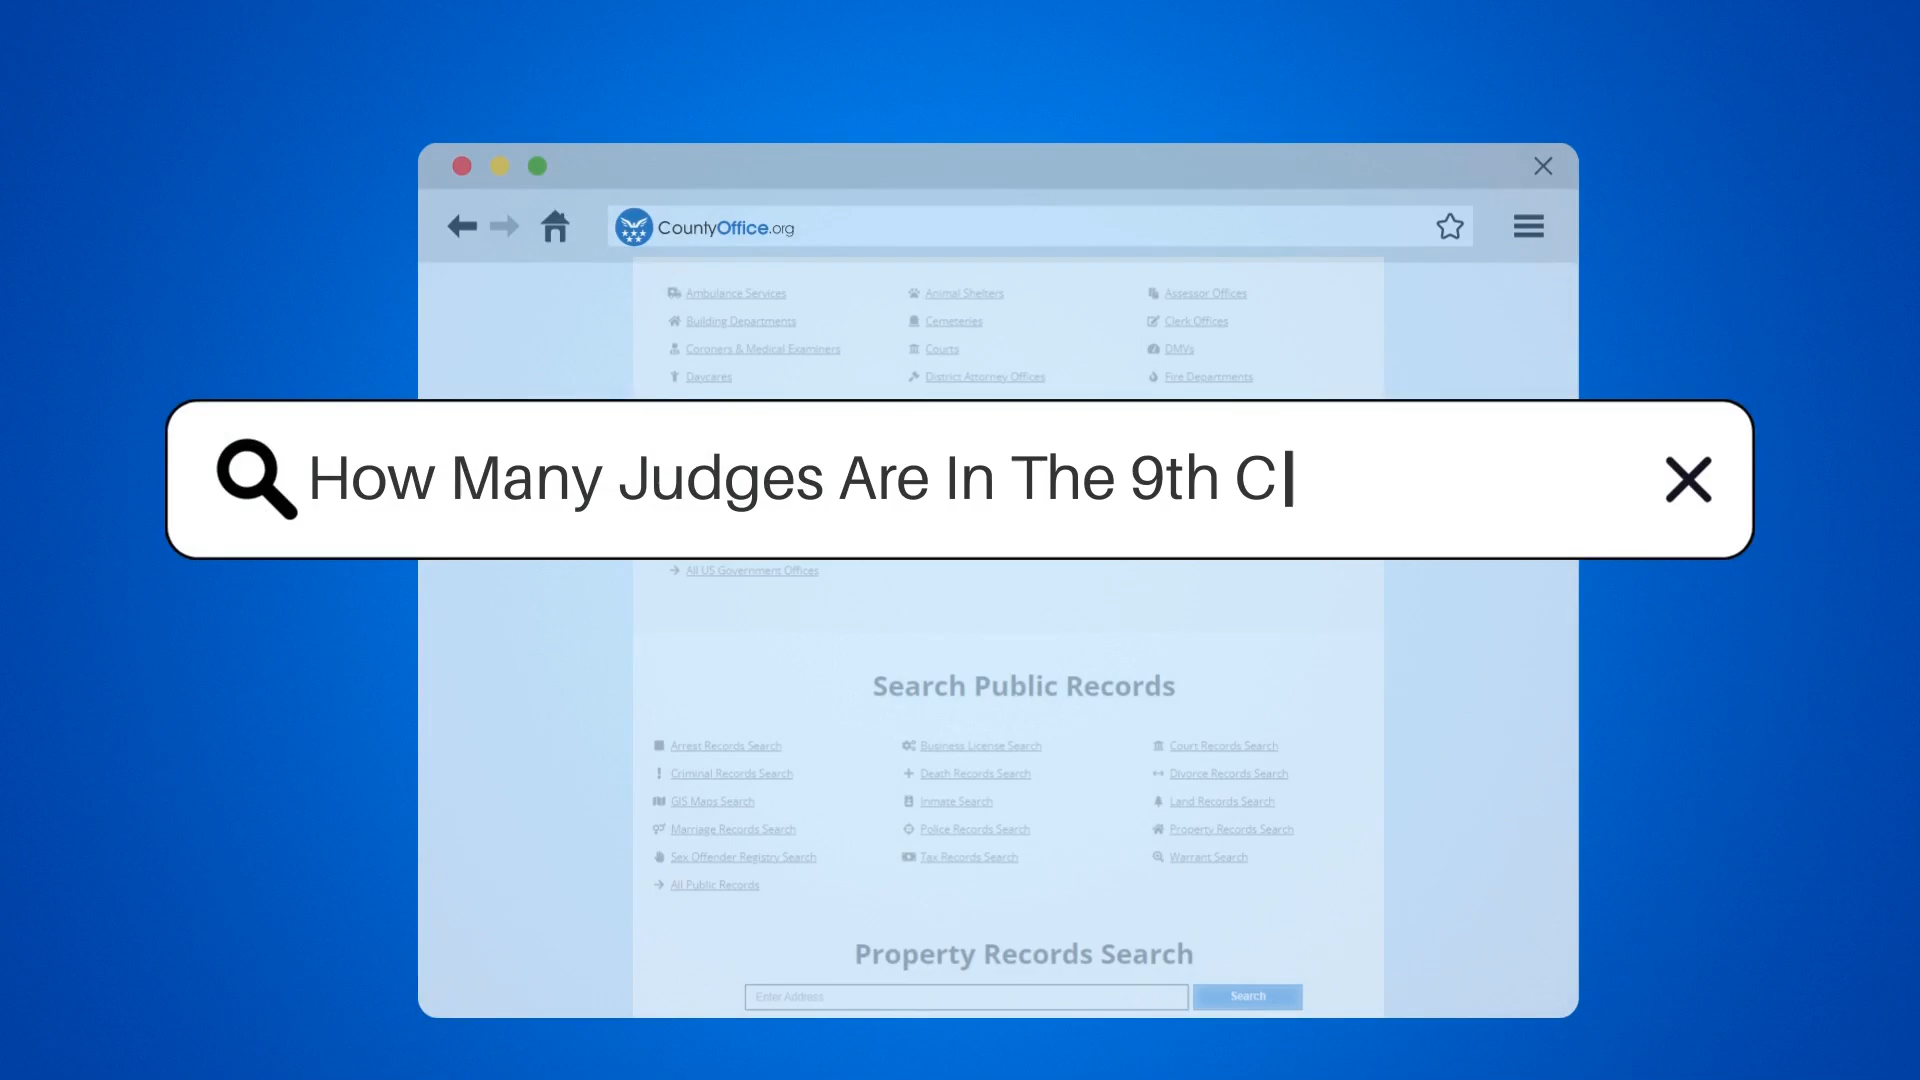 CountyOffice.org
Ambulance Services Animal Shelters Assessor Offices
Building Departments Cemeteries Clerk Offices
Coroners & Medical Examiners Courts DMVs
Daycares District Attorney Offices Fire Departments
How Many Judges Are In The 9th C
All US Government Offices
Search Public Records
Arrest Records Search Business License Search Court Records Search
Criminal Records Search Death Records Search Divorce Records Search
GIS Maps Search Inmate Search Land Records Search
Marriage Records Search Police Records Search Property Records Search
Sex Offender Registry Search Tax Records Search Warrant Search
All Public Records
Property Records Search
Enter Address Search